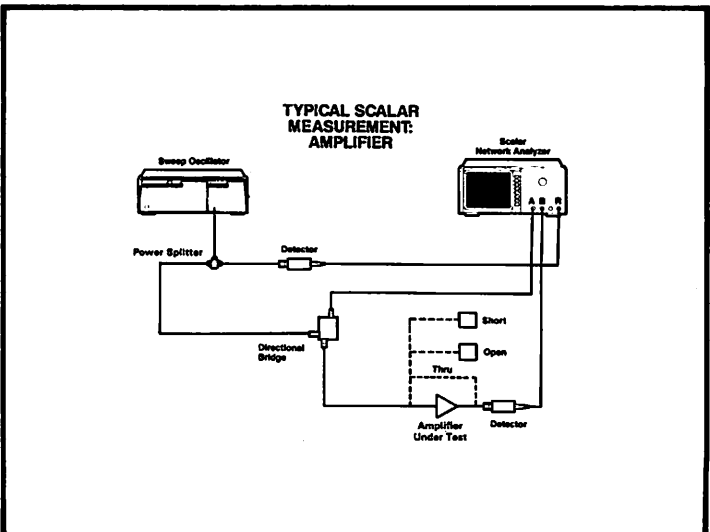 TYPICAL SCALAR
MEASUREMENT:
AMPLIFIER
Sweep Oscillator
Scalar
Network Analyzer
A B R
Power Splitter
Detector
Directional
Bridge
Short
Open
Thru
Amplifier
Under Test
Detector